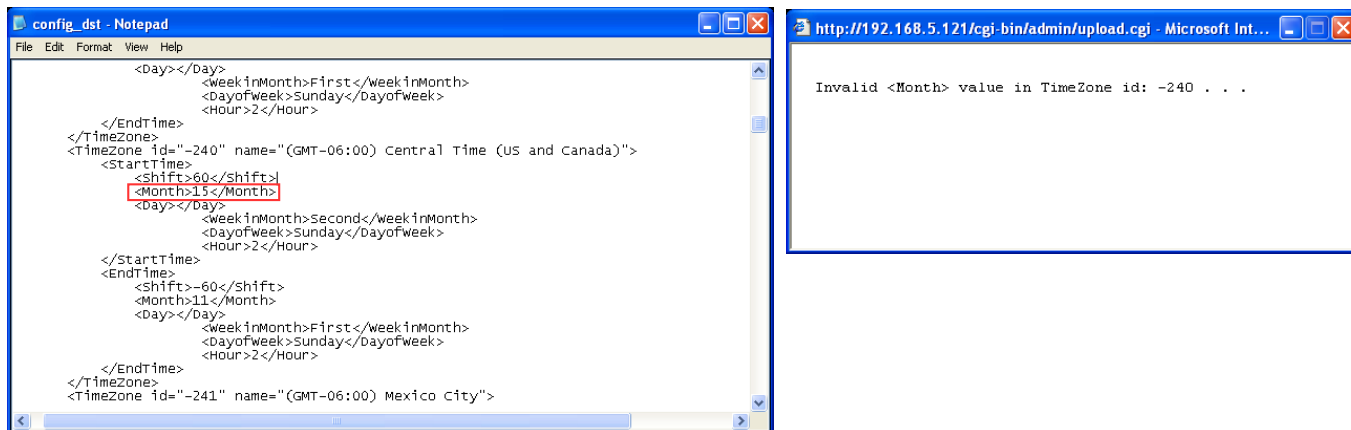 config_dst - Notepad
File Edit Format View Help
<Day></Day>
<WeekinMonth>First</WeekinMonth>
<DayofWeek>Sunday</DayofWeek>
<Hour>2</Hour>
</EndTime>
</TimeZone>
<TimeZone id="-240" name="(GMT-06:00) Central Time (US and Canada)">
<StartTime>
<Shift>60</Shift>
<Month>15</Month>
<Day></Day>
<WeekinMonth>Second</WeekinMonth>
<DayofWeek>Sunday</DayofWeek>
<Hour>2</Hour>
</StartTime>
<EndTime>
<Shift>-60</Shift>
<Month>11</Month>
<Day></Day>
<WeekinMonth>First</WeekinMonth>
<DayofWeek>Sunday</DayofWeek>
<Hour>2</Hour>
</EndTime>
</TimeZone>
<TimeZone id="-241" name="(GMT-06:00) Mexico City">
http://192.168.5.121/cgi-bin/admin/upload.cgi - Microsoft Int...
Invalid <Month> value in TimeZone id: -240 . . .